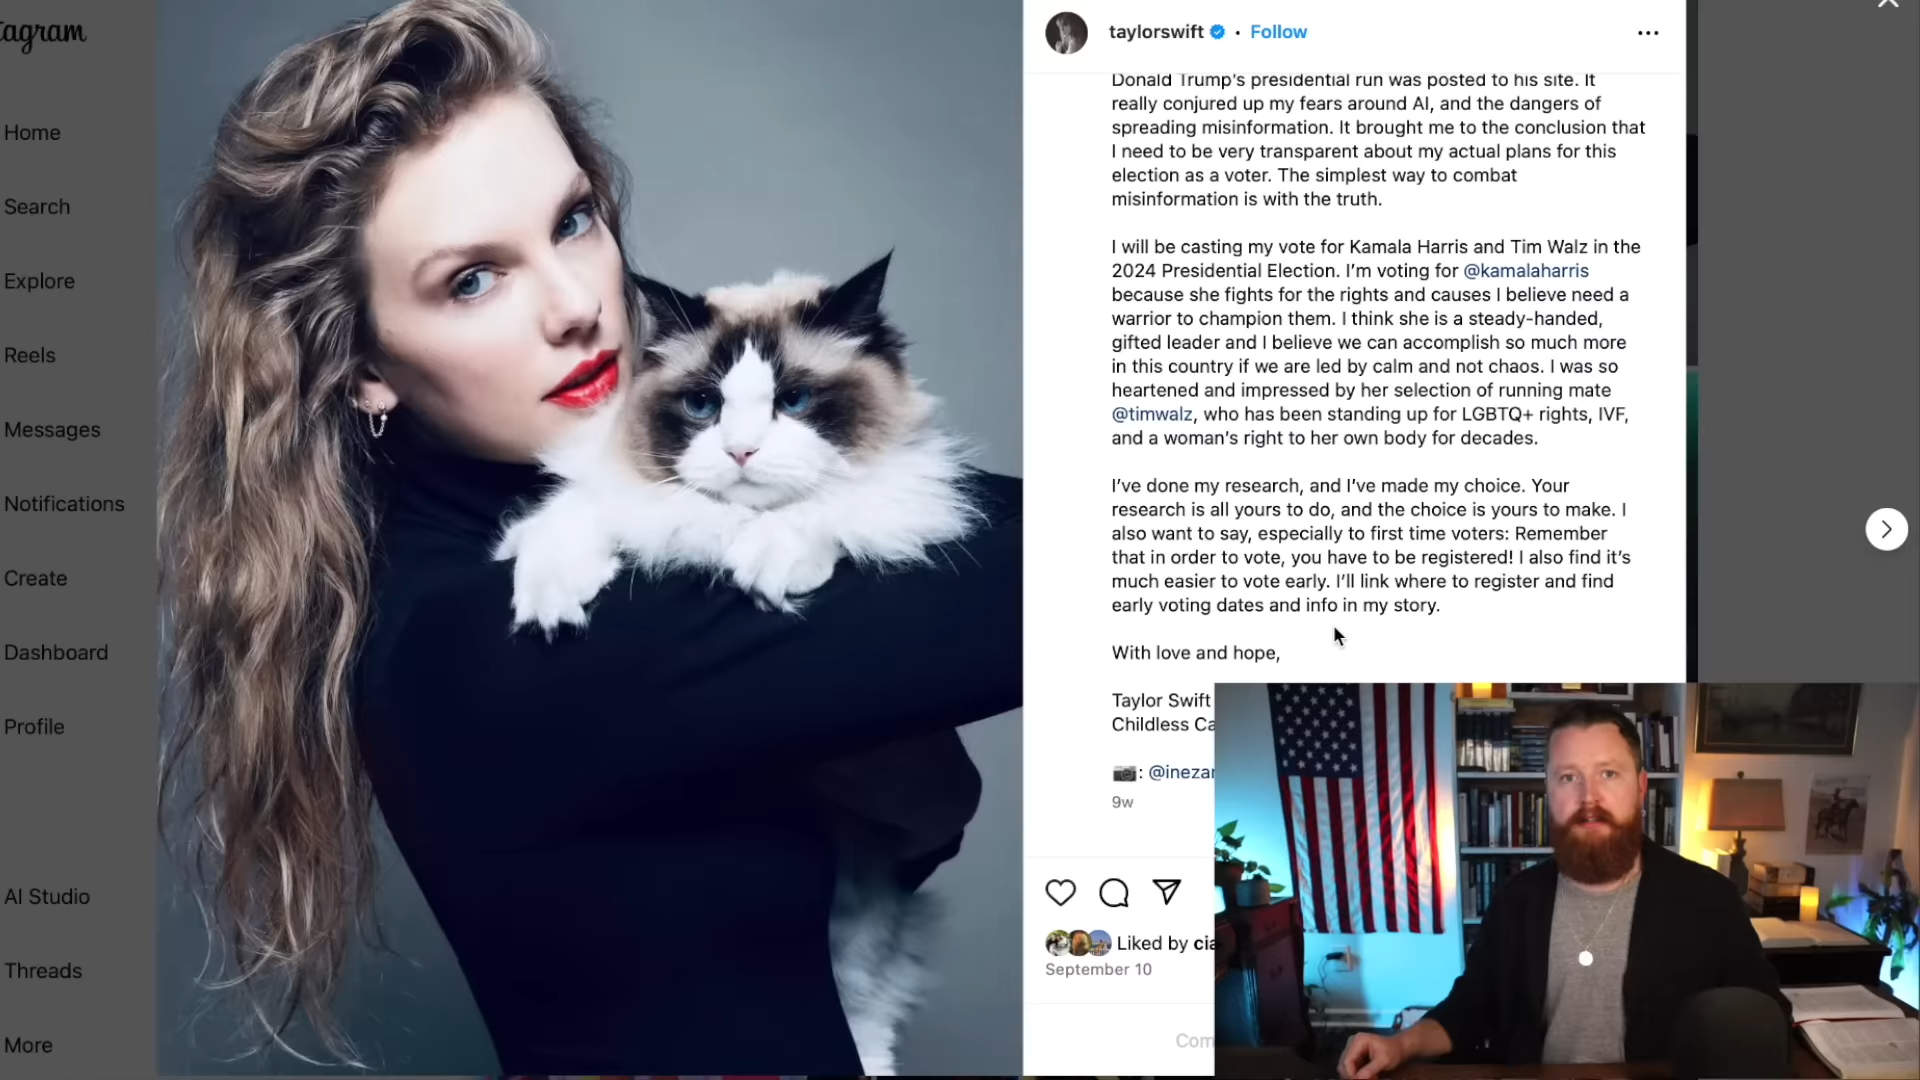 agram
Home
Search
Explore
Reels
Messages
Notifications
Create
Dashboard
Profile
AI Studio
Threads
More
taylorswift • Follow
Donald Trump's presidential run was posted to his site. It
really conjured up my fears around AI, and the dangers of
spreading misinformation. It brought me to the conclusion that
I need to be very transparent about my actual plans for this
election as a voter. The simplest way to combat
misinformation is with the truth.
I will be casting my vote for Kamala Harris and Tim Walz in the
2024 Presidential Election. I'm voting for @kamalaharris
because she fights for the rights and causes I believe need a
warrior to champion them. I think she is a steady-handed,
gifted leader and I believe we can accomplish so much more
in this country if we are led by calm and not chaos. I was so
heartened and impressed by her selection of running mate
@timwalz, who has been standing up for LGBTQ+ rights, IVF,
and a woman's right to her own body for decades.
I've done my research, and I've made my choice. Your
research is all yours to do, and the choice is yours to make. I
also want to say, especially to first time voters: Remember
that in order to vote, you have to be registered! I also find it's
much easier to vote early. I'll link where to register and find
early voting dates and info in my story.
With love and hope,
Taylor Swift
Childless Ca
📷: @inezar
9w
Liked by cia
September 10
Com